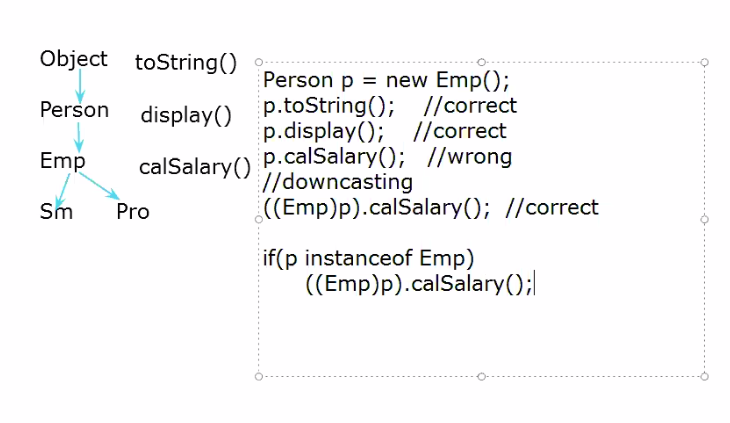 Object toString()
Person display()
Emp calSalary()
Sm Pro
Person p = new Emp();
p.toString(); //correct
p.display(); //correct
p.calSalary(); //wrong
//downcasting
((Emp)p).calSalary(); //correct
if(p instanceof Emp)
((Emp)p).calSalary();